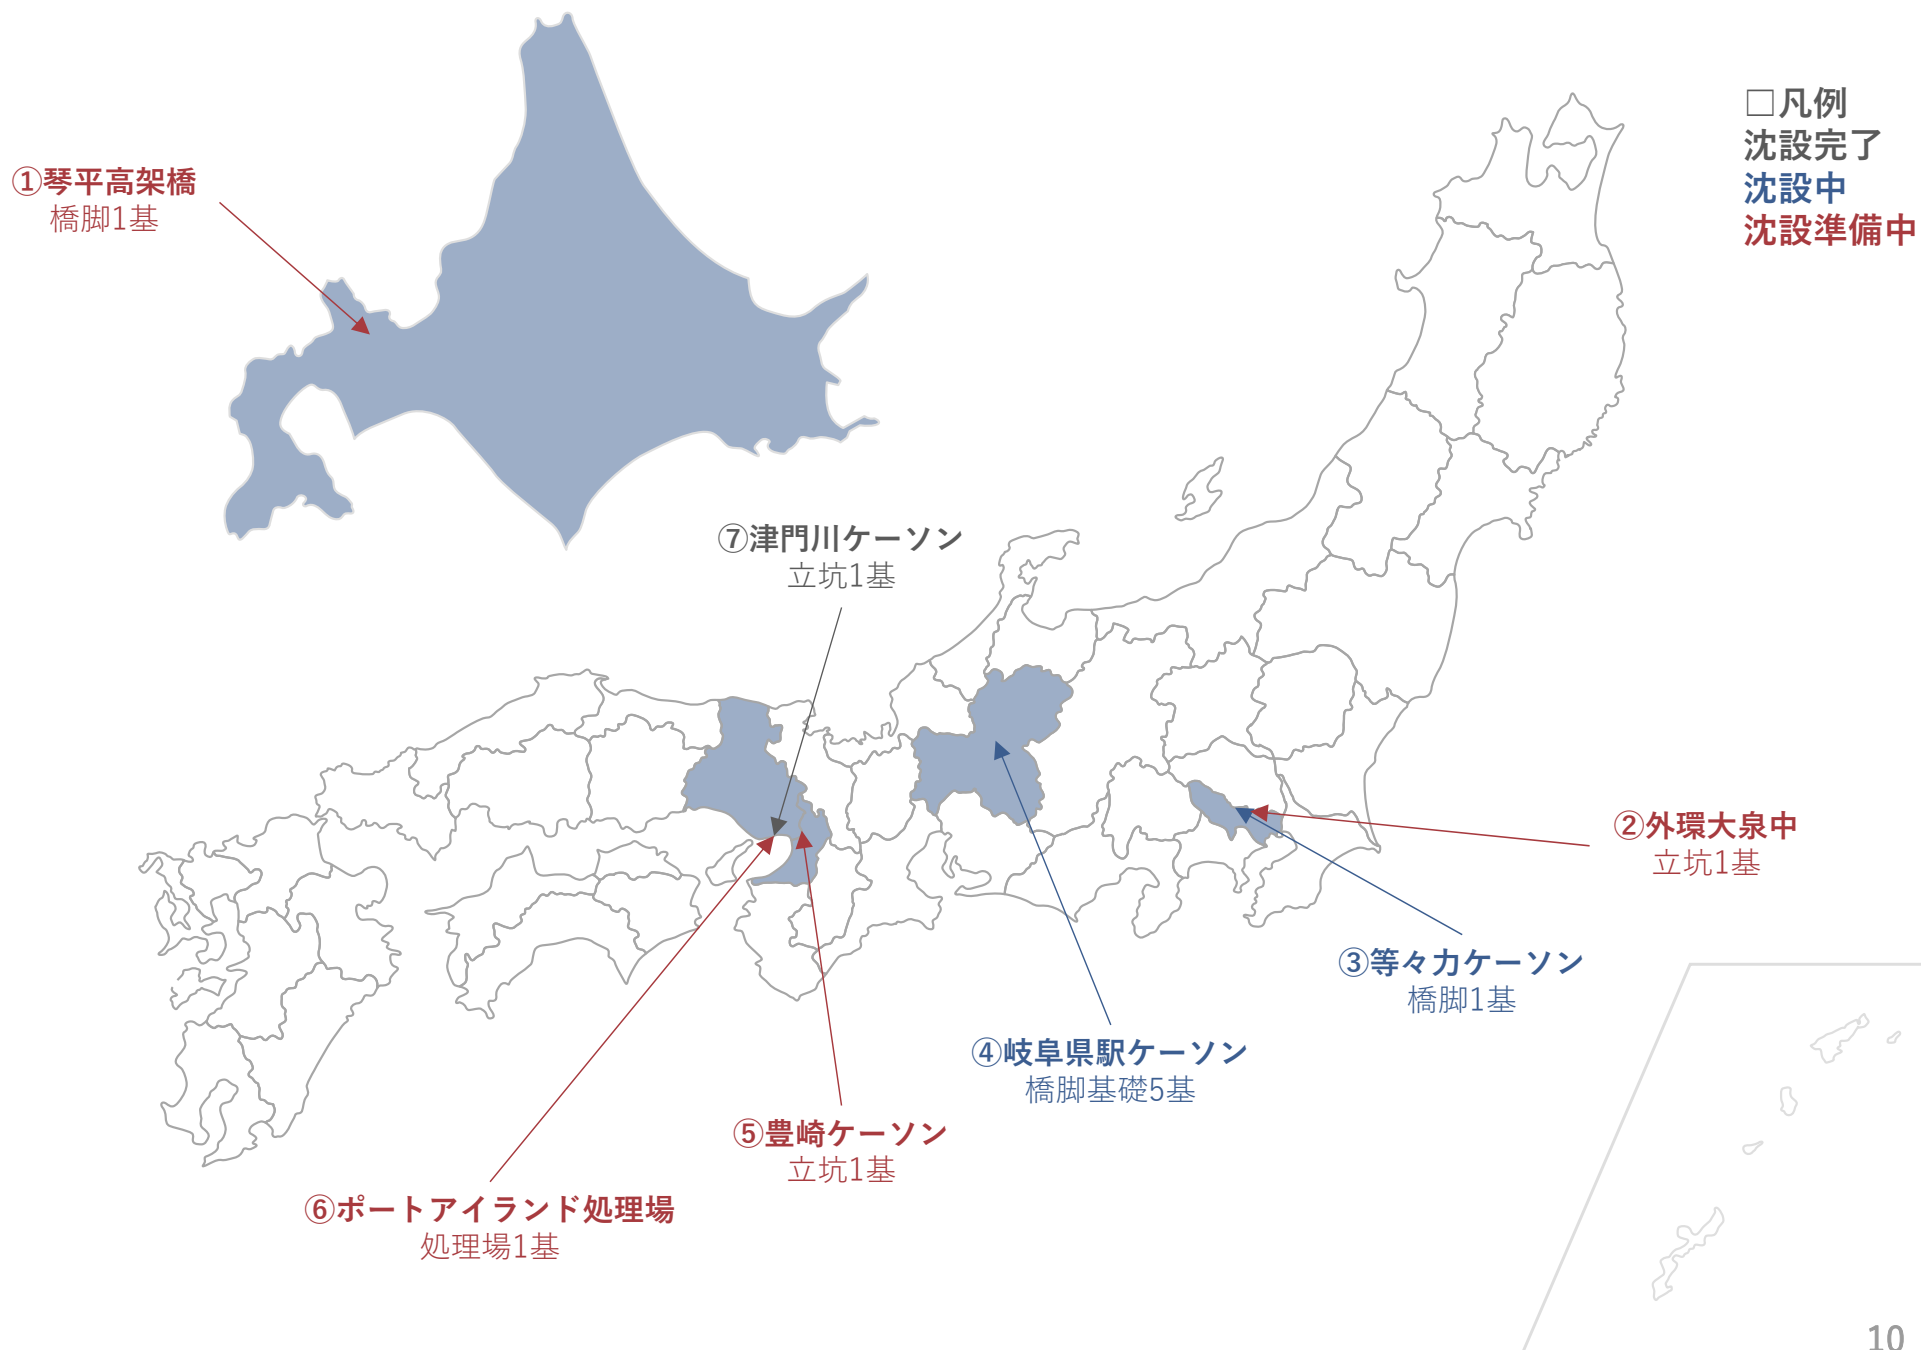 □凡例
沈設完了
沈設中
沈設準備中
①琴平高架橋
橋脚1基
⑦津門川ケーソン
立坑1基
②外環大泉中
立坑1基
③等々力ケーソン
橋脚1基
④岐阜県駅ケーソン
橋脚基礎5基
⑤豊崎ケーソン
立坑1基
⑥ポートアイランド処理場
処理場1基
10